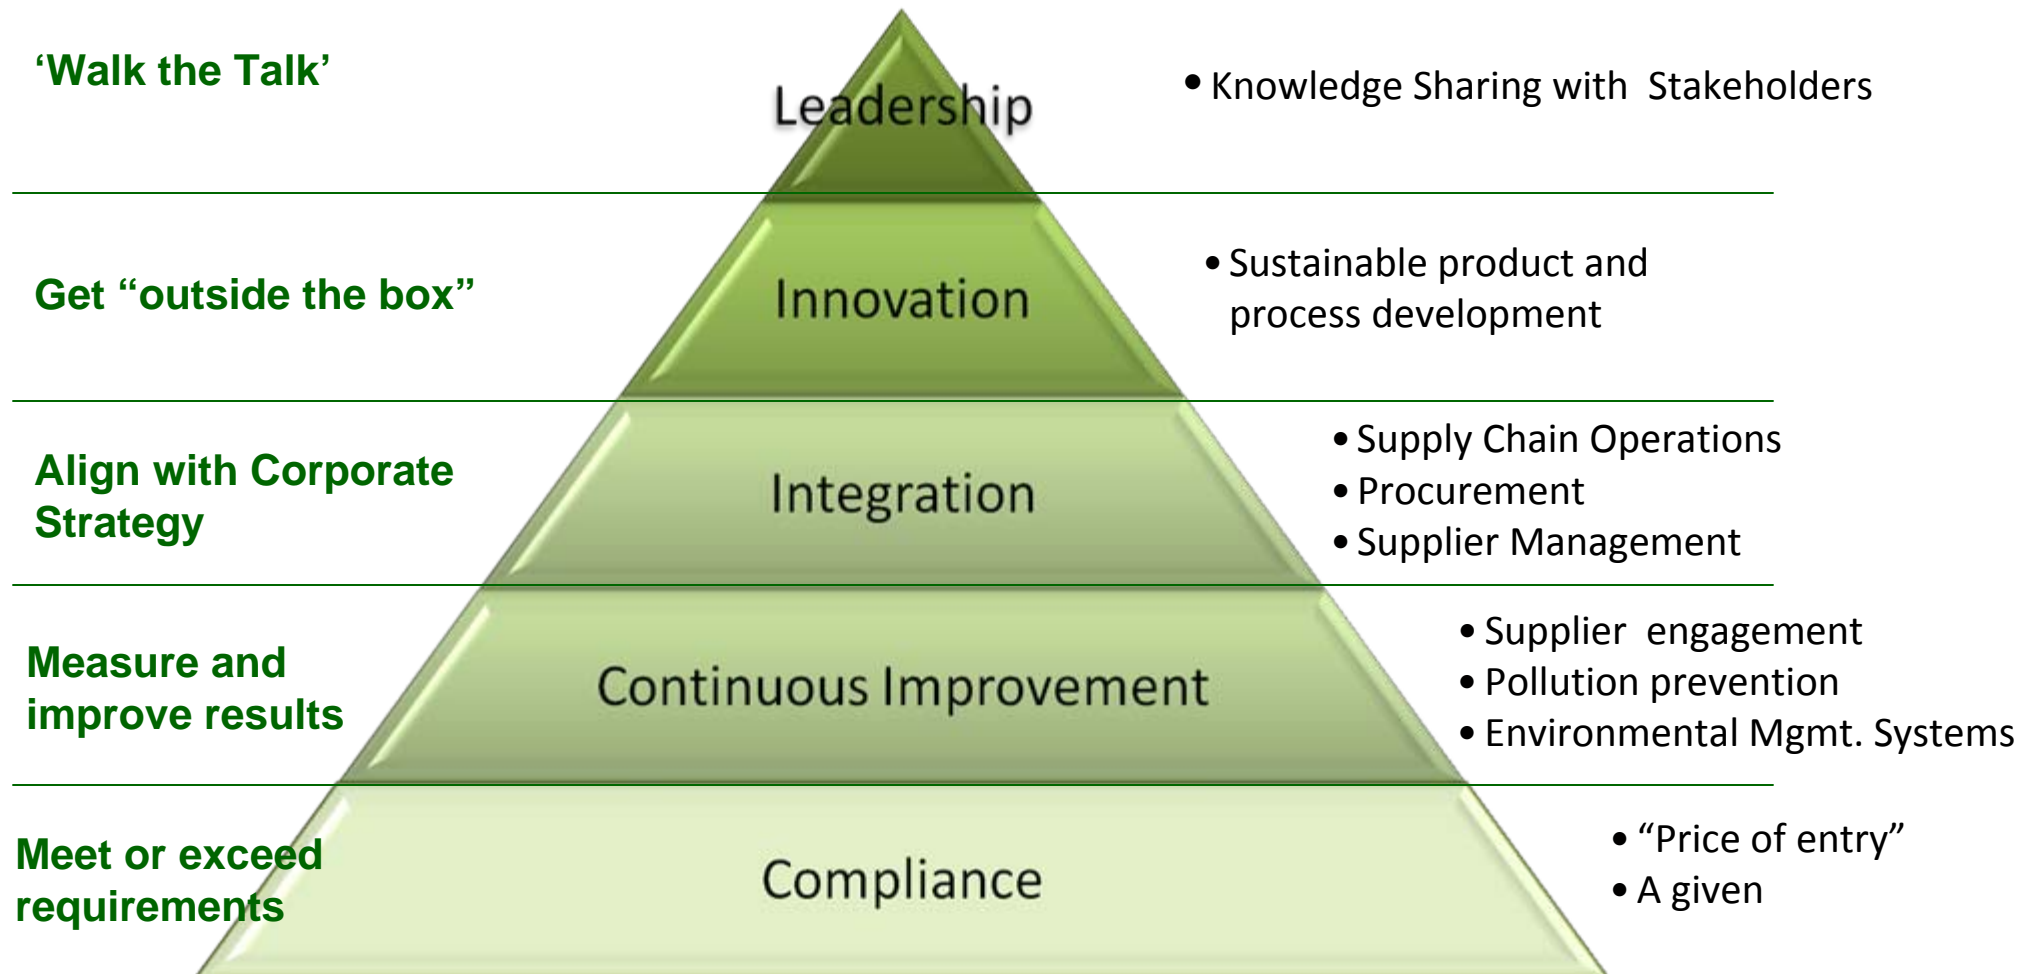 ‘Walk the Talk’
Leadership
• Knowledge Sharing with Stakeholders
Get “outside the box”
Innovation
• Sustainable product and
process development
Align with Corporate
Strategy
Integration
• Supply Chain Operations
• Procurement
• Supplier Management
Measure and
improve results
Continuous Improvement
• Supplier engagement
• Pollution prevention
• Environmental Mgmt. Systems
Meet or exceed
requirements
Compliance
• “Price of entry”
• A given